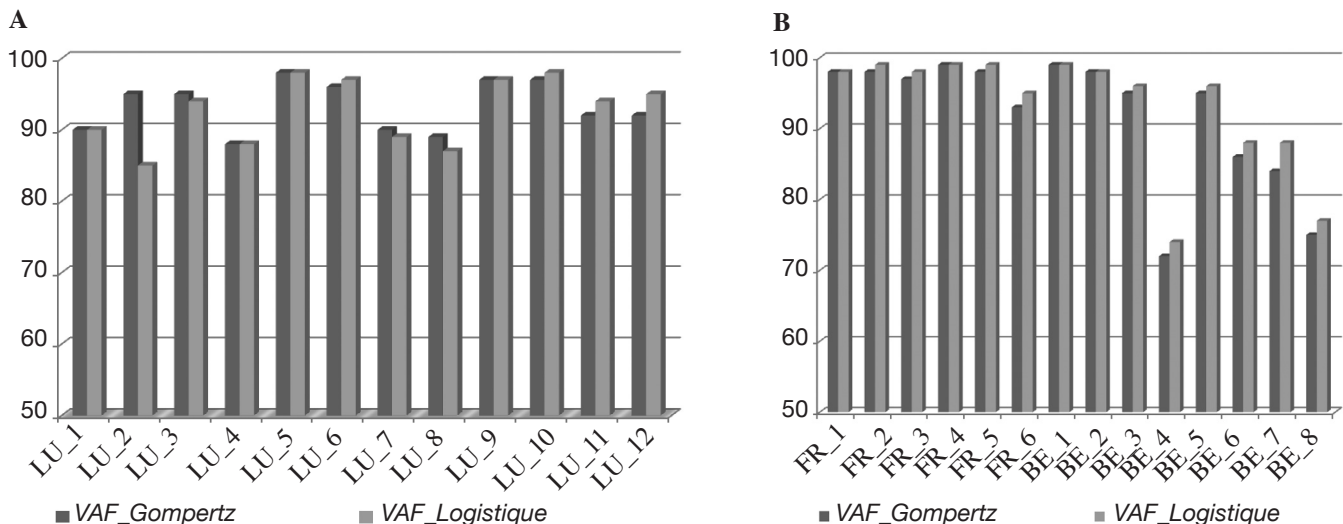 A
100
90
80
70
60
50
LU_1
LU_2
LU_3
LU_4
LU_5
LU_6
LU_7
LU_8
LU_9
LU_10
LU_11
LU_12
VAF_Gompertz
VAF_Logistique
B
100
90
80
70
60
50
FR_1
FR_2
FR_3
FR_4
FR_5
FR_6
BE_1
BE_2
BE_3
BE_4
BE_5
BE_6
BE_7
BE_8
VAF_Gompertz
VAF_Logistique